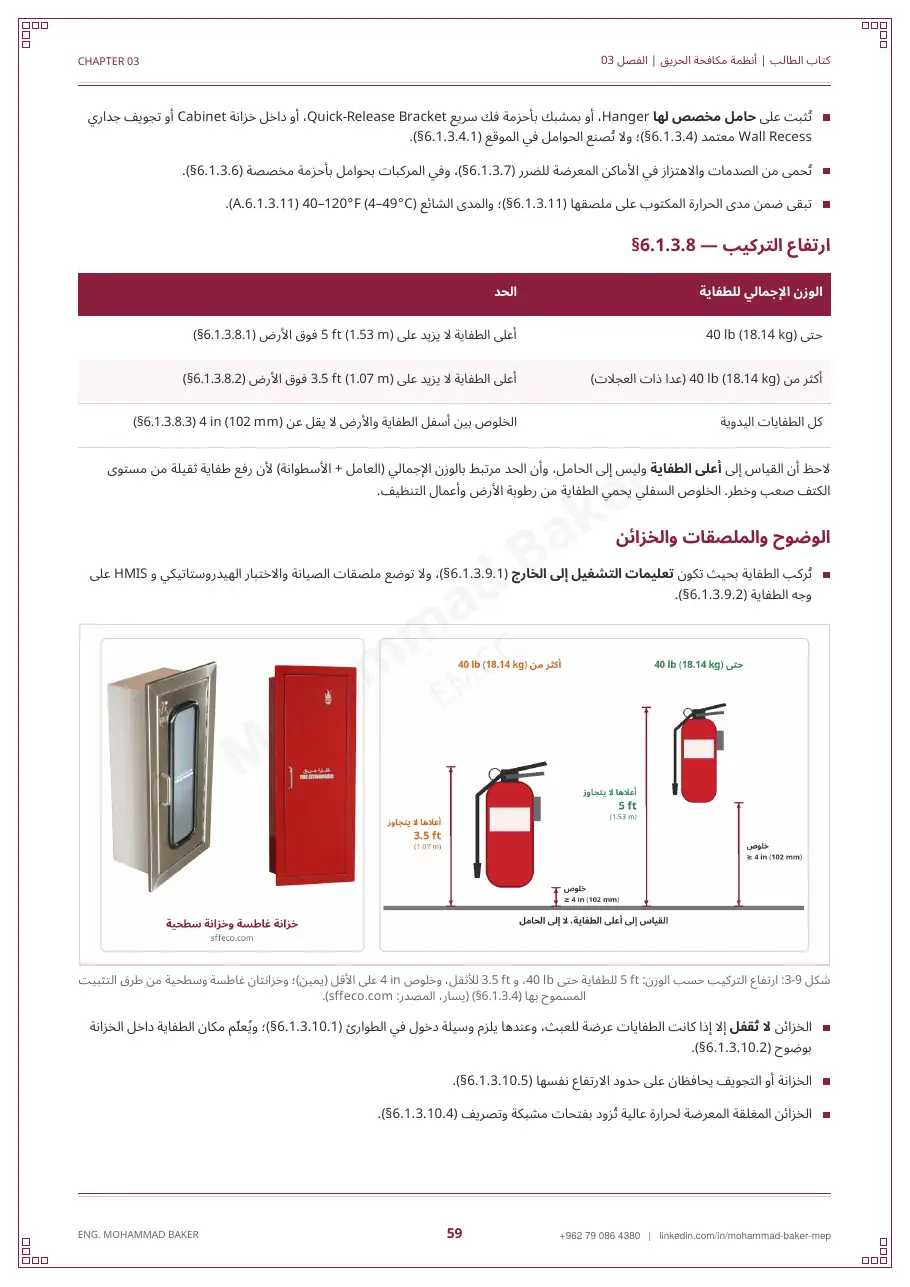 كتاب الطالب | أنظمة مكافحة الحريق | الفصل 03
CHAPTER 03
تُثبت على حامل مخصص لها Hanger، أو بمشبك بأحزمة فك سريع Quick-Release Bracket، أو داخل خزانة Cabinet أو تجويف جداري
Wall Recess معتمد (§6.1.3.4)؛ ولا تُصنع الحوامل في الموقع (§6.1.3.4.1).
تُحمى من الصدمات والاهتزاز في الأماكن المعرضة للضرر (§6.1.3.7)، وفي المركبات بحوامل بأحزمة مخصصة (§6.1.3.6).
تبقى ضمن مدى الحرارة المكتوب على ملصقها (§6.1.3.11)؛ والمدى الشائع 40–120°F (4–49°C) (A.6.1.3.11).
ارتفاع التركيب — §6.1.3.8
الوزن الإجمالي للطفاية
الحد
حتى 40 lb (18.14 kg)
أعلى الطفاية لا يزيد على 5 ft (1.53 m) فوق الأرض (§6.1.3.8.1)
أكثر من 40 lb (18.14 kg) (عدا ذات العجلات)
أعلى الطفاية لا يزيد على 3.5 ft (1.07 m) فوق الأرض (§6.1.3.8.2)
كل الطفايات اليدوية
الخلوص بين أسفل الطفاية والأرض لا يقل عن 4 in (102 mm) (§6.1.3.8.3)
لاحظ أن القياس إلى أعلى الطفاية وليس إلى الحامل، وأن الحد مرتبط بالوزن الإجمالي (العامل + الأسطوانة) لأن رفع طفاية ثقيلة من مستوى
الكتف صعب وخطر. الخلوص السفلي يحمي الطفاية من رطوبة الأرض وأعمال التنظيف.
الوضوح والملصقات والخزائن
تُركب الطفاية بحيث تكون تعليمات التشغيل إلى الخارج (§6.1.3.9.1)، ولا توضع ملصقات الصيانة والاختبار الهيدروستاتيكي و HMIS على
وجه الطفاية (§6.1.3.9.2).
حتى 40 lb (18.14 kg)
أكثر من 40 lb (18.14 kg)
أعلاها لا يتجاوز
5 ft
(1.53 m)
أعلاها لا يتجاوز
3.5 ft
(1.07 m)
خلوص
≥ 4 in (102 mm)
خلوص
≥ 4 in (102 mm)
القياس إلى أعلى الطفاية، لا إلى الحامل
طفاية حريق
FIRE EXTINGUISHER
خزانة غاطسة وخزانة سطحية
sffeco.com
شكل 9-3: ارتفاع التركيب حسب الوزن: 5 ft للطفاية حتى 40 lb، و 3.5 ft للأثقل، وخلوص 4 in على الأقل (يمين)؛ وخزانتان غاطسة وسطحية من طرق التثبيت
المسموح بها (§6.1.3.4) (يسار، المصدر: sffeco.com).
الخزائن لا تُقفل إلا إذا كانت الطفايات عرضة للعبث، وعندها يلزم وسيلة دخول في الطوارئ (§6.1.3.10.1)؛ ويُعلَّم مكان الطفاية داخل الخزانة
بوضوح (§6.1.3.10.2).
الخزانة أو التجويف يحافظان على حدود الارتفاع نفسها (§6.1.3.10.5).
الخزائن المغلقة المعرضة لحرارة عالية تُزود بفتحات مشبكة وتصريف (§6.1.3.10.4).
Mohammad Baker
EMCC
ENG. MOHAMMAD BAKER
59
+962 79 086 4380 | linkedin.com/in/mohammad-baker-mep